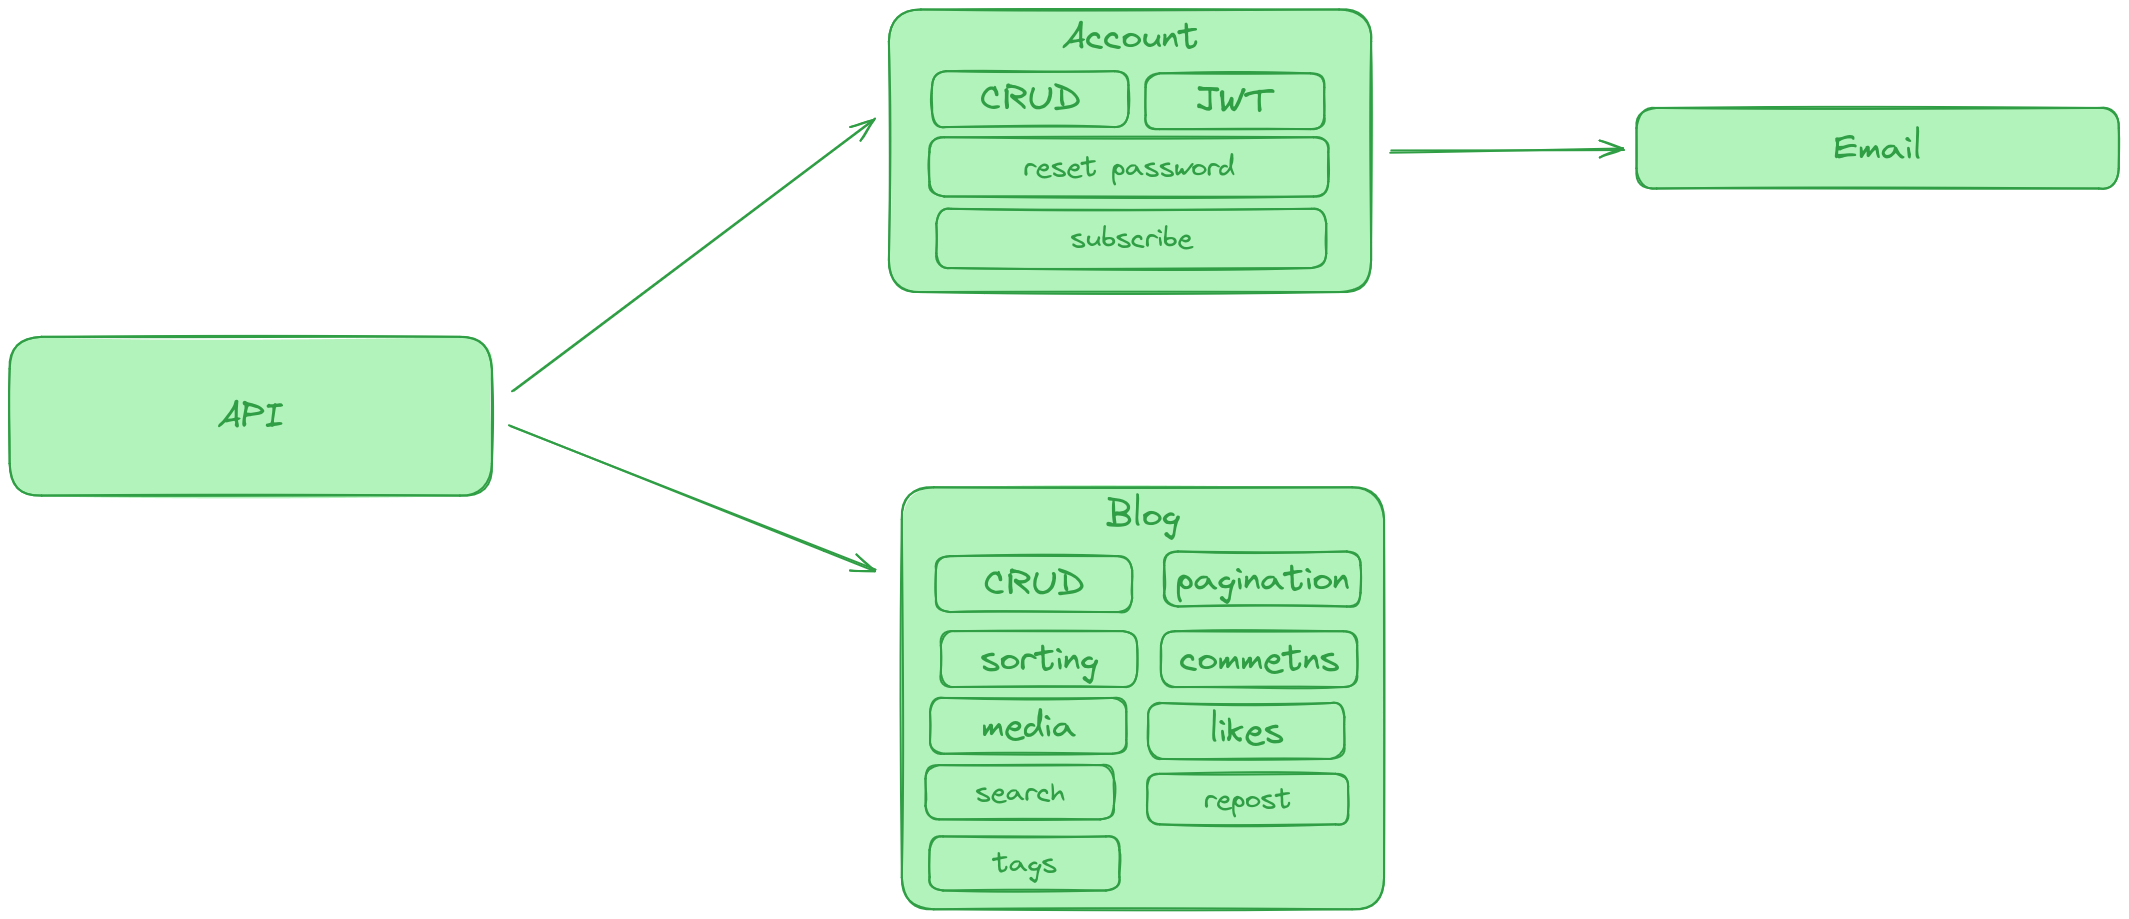 Account
CRUD
JWT
reset password
subscribe
Email
API
Blog
CRUD
pagination
sorting
commetns
media
likes
search
repost
tags